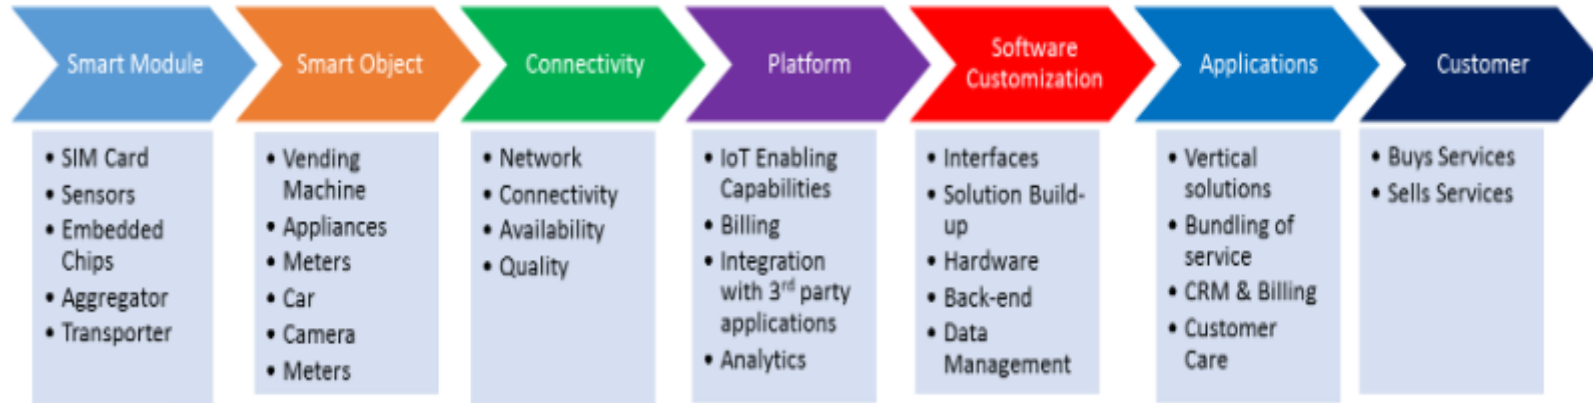 Smart Module
Smart Object
Connectivity
Platform
Software
Customization
Applications
Customer
• SIM Card
• Sensors
• Embedded
Chips
• Aggregator
• Transporter
• Vending
Machine
• Appliances
• Meters
• Car
• Camera
• Meters
• Network
• Connectivity
• Availability
• Quality
• IoT Enabling
Capabilities
• Billing
• Integration
with 3rd party
applications
• Analytics
• Interfaces
• Solution Build-
up
• Hardware
• Back-end
• Data
Management
• Vertical
solutions
• Bundling of
service
• CRM & Billing
• Customer
Care
• Buys Services
• Sells Services